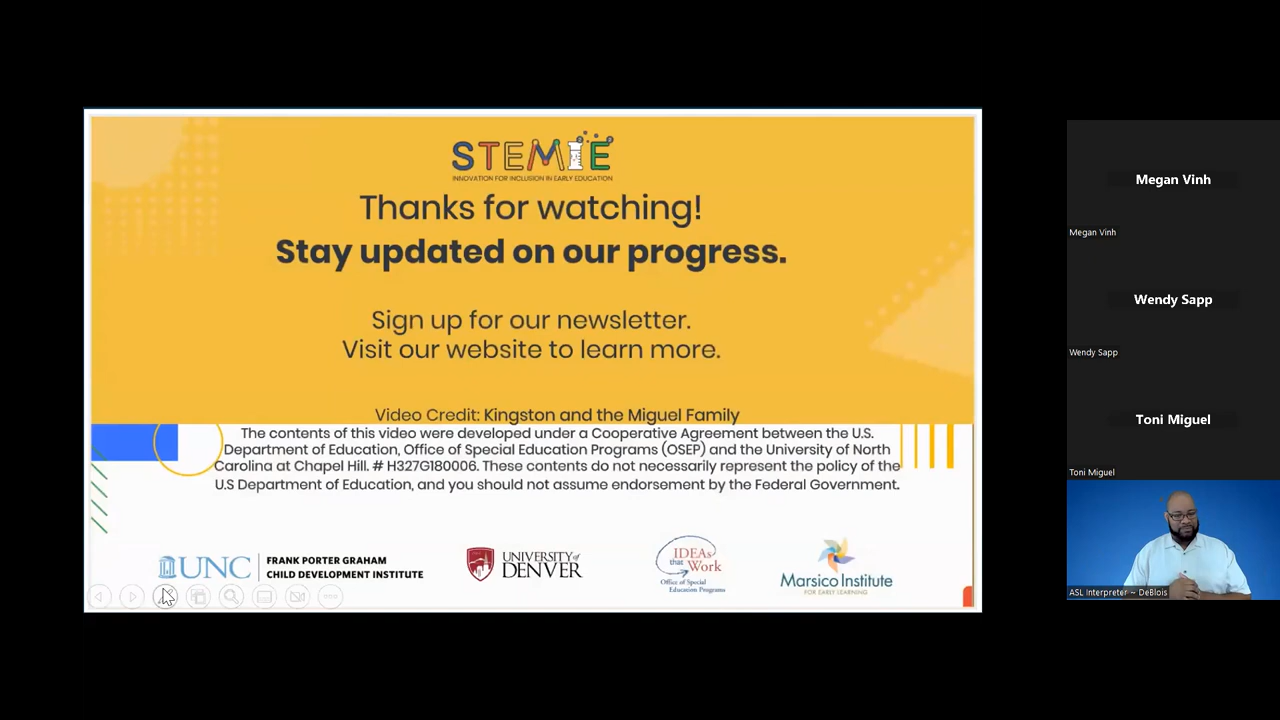 STEMIE
INNOVATION FOR INCLUSION IN EARLY EDUCATION
Thanks for watching!
Stay updated on our progress.
Sign up for our newsletter.
Visit our website to learn more.
Video Credit: Kingston and the Miguel Family
The contents of this video were developed under a Cooperative Agreement between the U.S.
Department of Education, Office of Special Education Programs (OSEP) and the University of North
Carolina at Chapel Hill. # H327G180006. These contents do not necessarily represent the policy of the
U.S Department of Education, and you should not assume endorsement by the Federal Government.
UNC
FRANK PORTER GRAHAM
CHILD DEVELOPMENT INSTITUTE
UNIVERSITY of
DENVER
IDEAs
that Work
Office of Special
Education Programs
Marsico Institute
FOR EARLY LEARNING
Megan Vinh
Megan Vinh
Wendy Sapp
Wendy Sapp
Toni Miguel
Toni Miguel
ASL Interpreter ~ DeBlois